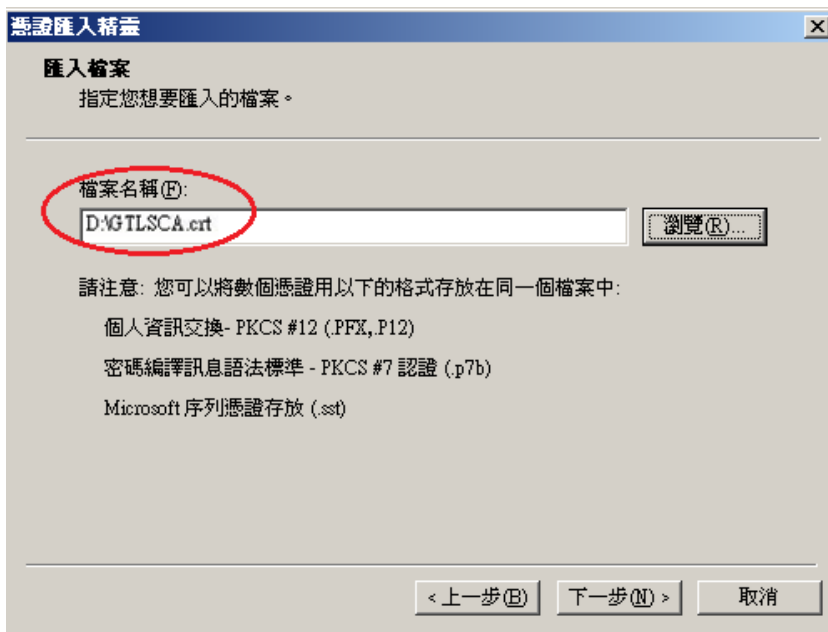 憑證匯入精靈
匯入檔案
指定您想要匯入的檔案。
檔案名稱(F):
D:\GTLSCA.crt
瀏覽(R)...
請注意: 您可以將數個憑證用以下的格式存放在同一個檔案中:
個人資訊交換- PKCS #12 (.PFX,.P12)
密碼編譯訊息語法標準 - PKCS #7 認證 (.p7b)
Microsoft 序列憑證存放 (.sst)
< 上一步(B)
下一步(N) >
取消